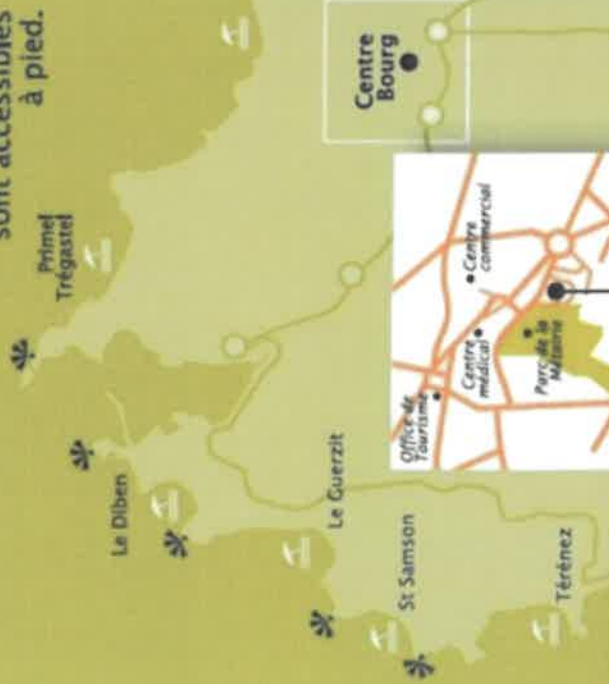 sont accessibles
à pied.
Primel
Trégastel
Centre
Bourg
Le Diben
Le Guerzit
St Samson
Térénez
Office de
Tourisme
Centre
médical
Centre
commercial
Parc de la
Métairie